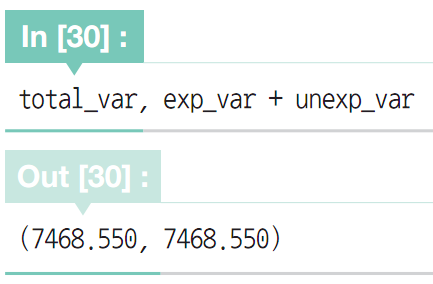 In [30] :
total_var, exp_var + unexp_var
Out [30] :
(7468.550, 7468.550)